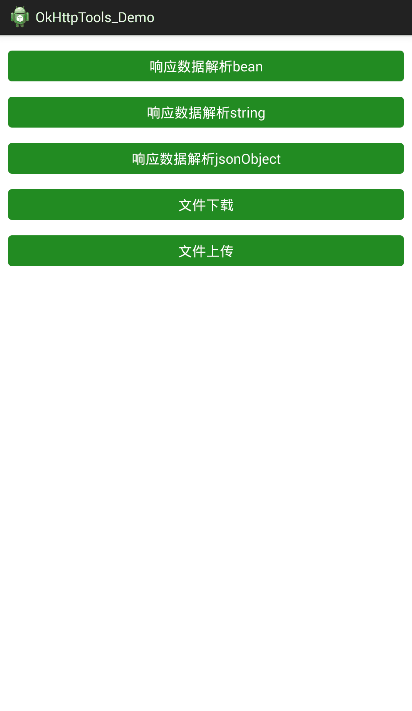 OkHttpTools_Demo
响应数据解析bean
响应数据解析string
响应数据解析jsonObject
文件下载
文件上传